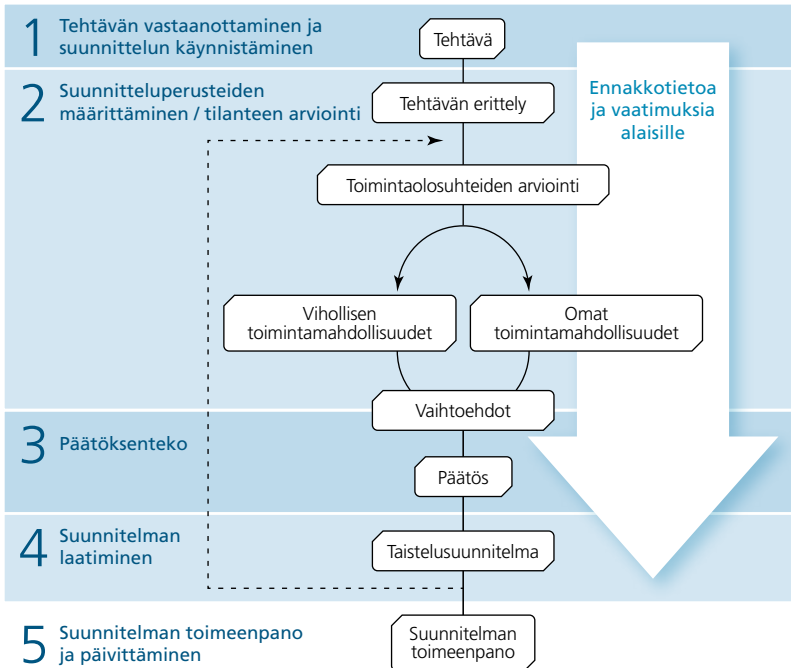 1 Tehtävän vastaanottaminen ja
suunnittelun käynnistäminen
Tehtävä
2 Suunnitteluperusteiden
määrittäminen / tilanteen arviointi
Tehtävän erittely
Ennakkotietoa
ja vaatimuksia
alaisille
Toimintaolosuhteiden arviointi
Vihollisen
toimintamahdollisuudet
Omat
toimintamahdollisuudet
Vaihtoehdot
3 Päätöksenteko
Päätös
4 Suunnitelman
laatiminen
Taistelusuunnitelma
5 Suunnitelman toimeenpano
ja päivittäminen
Suunnitelman
toimeenpano